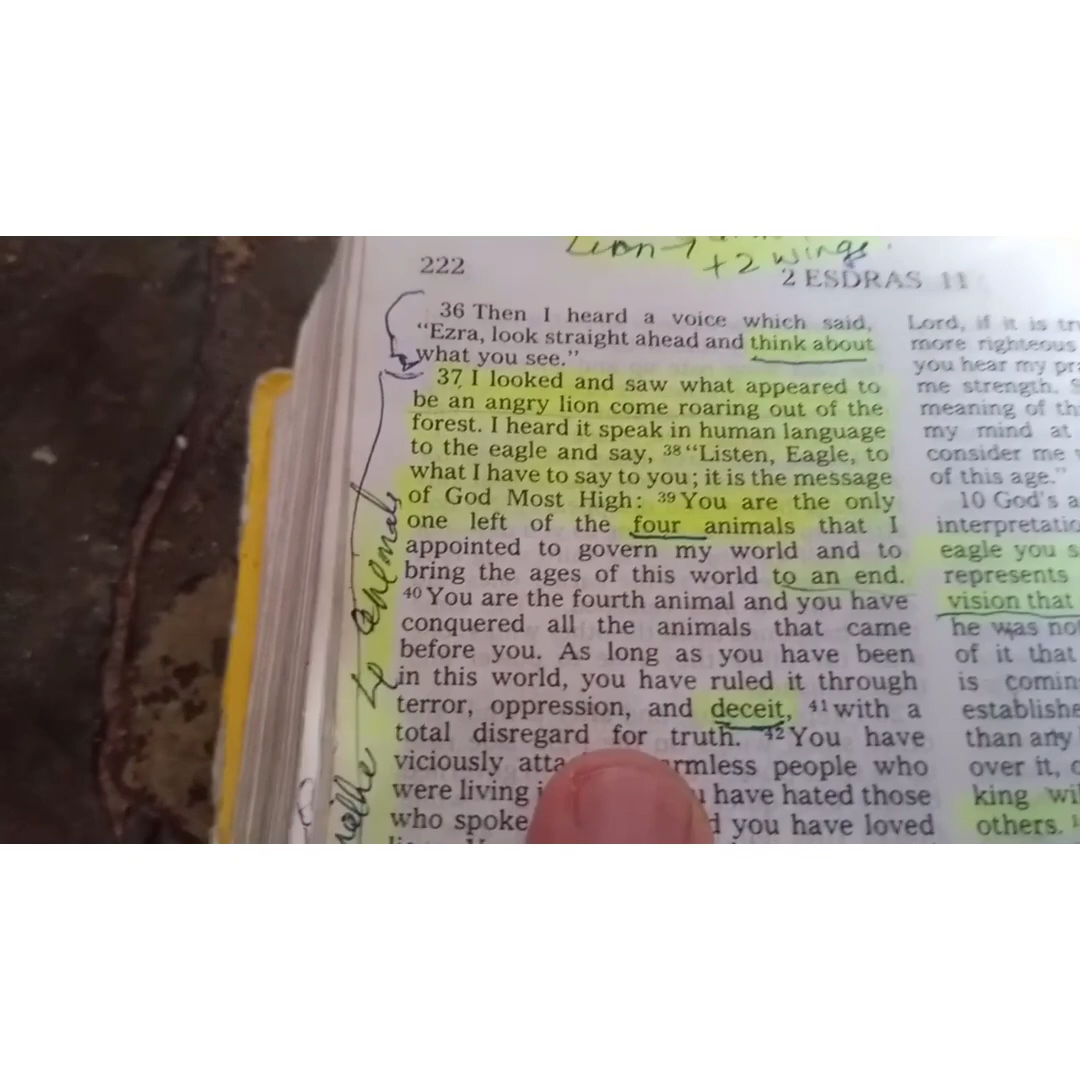 Lion
+2 wings.
222
2 ESDRAS 11
36 Then I heard a voice which said,
"Ezra, look straight ahead and think about
what you see."
37 I looked and saw what appeared to
be an angry lion come roaring out of the
forest. I heard it speak in human language
to the eagle and say, 38 "Listen, Eagle, to
what I have to say to you; it is the message
of God Most High: 39 You are the only
one left of the four animals that I
appointed to govern my world and to
bring the ages of this world to an end.
40 You are the fourth animal and you have
conquered all the animals that came
before you. As long as you have been
in this world, you have ruled it through
terror, oppression, and deceit, 41 with a
total disregard for truth. 42 You have
viciously atta rmless people who
were living have hated those
who spoke d you have loved
Lord, if it is tr
more righteous
you hear my pra
me strength. S
meaning of th
my mind at
consider me
of this age."
10 God's a
interpretatio
eagle you s
represents
vision that
he was no
of it that
is comin
establishe
than any
over it, o
king wil
others.